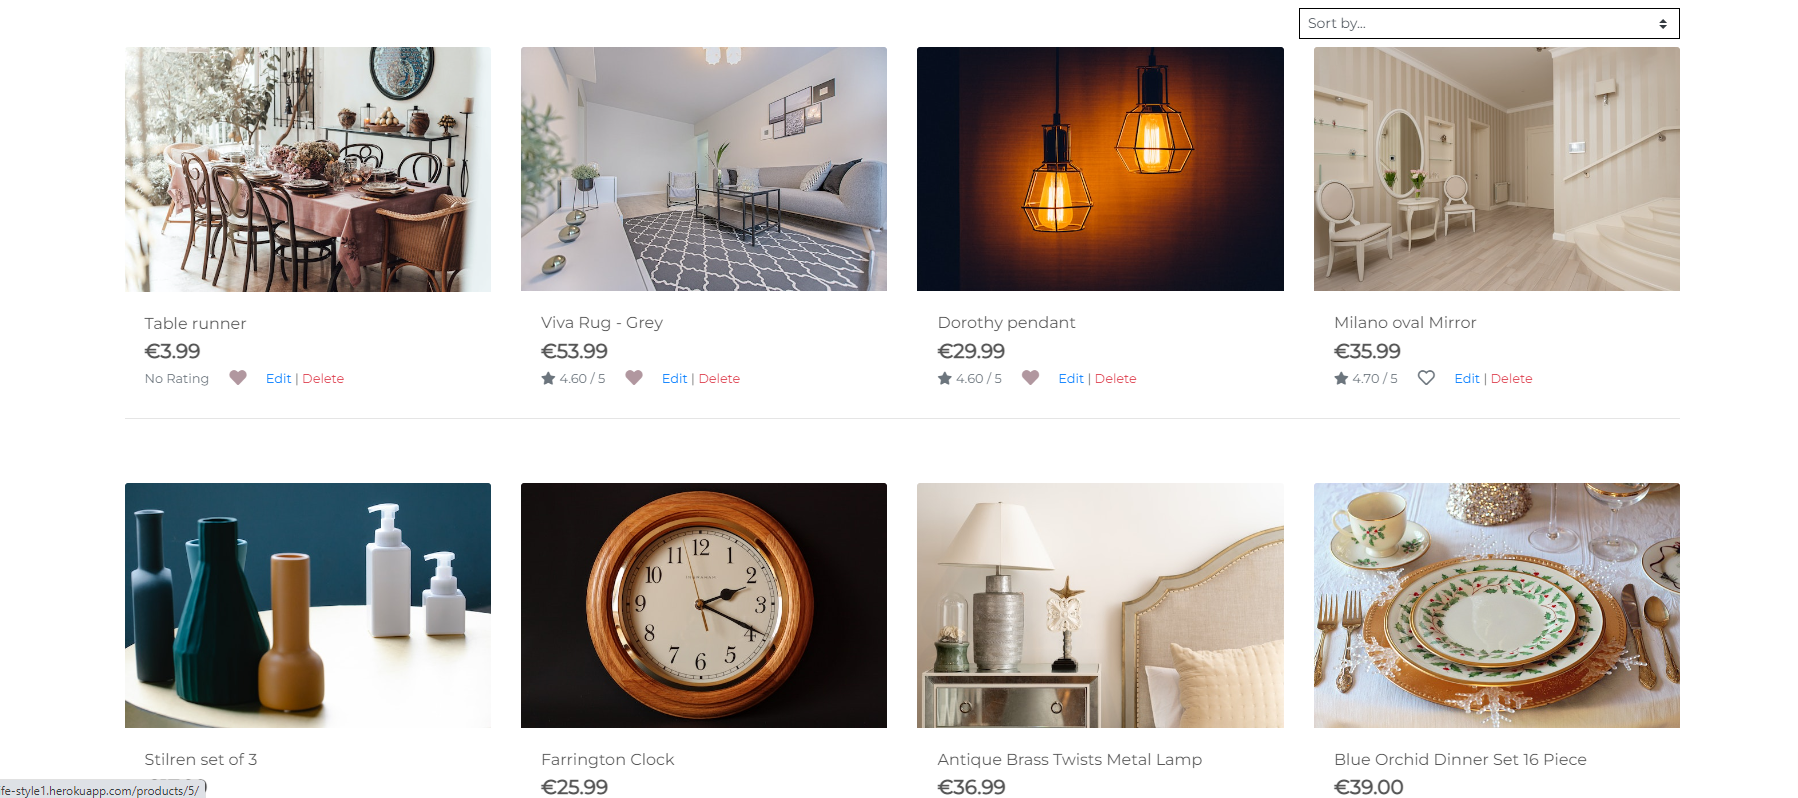 Sort by...
Table runner
€3.99
No Rating Edit | Delete
Viva Rug - Grey
€53.99
4.60 / 5 Edit | Delete
Dorothy pendant
€29.99
4.60 / 5 Edit | Delete
Milano oval Mirror
€35.99
4.70 / 5 Edit | Delete
12
1
2
3
4
5
6
7
8
9
10
11
Stilren set of 3
Farrington Clock
€25.99
Antique Brass Twists Metal Lamp
€36.99
Blue Orchid Dinner Set 16 Piece
€39.00
fe-style1.herokuapp.com/products/5/